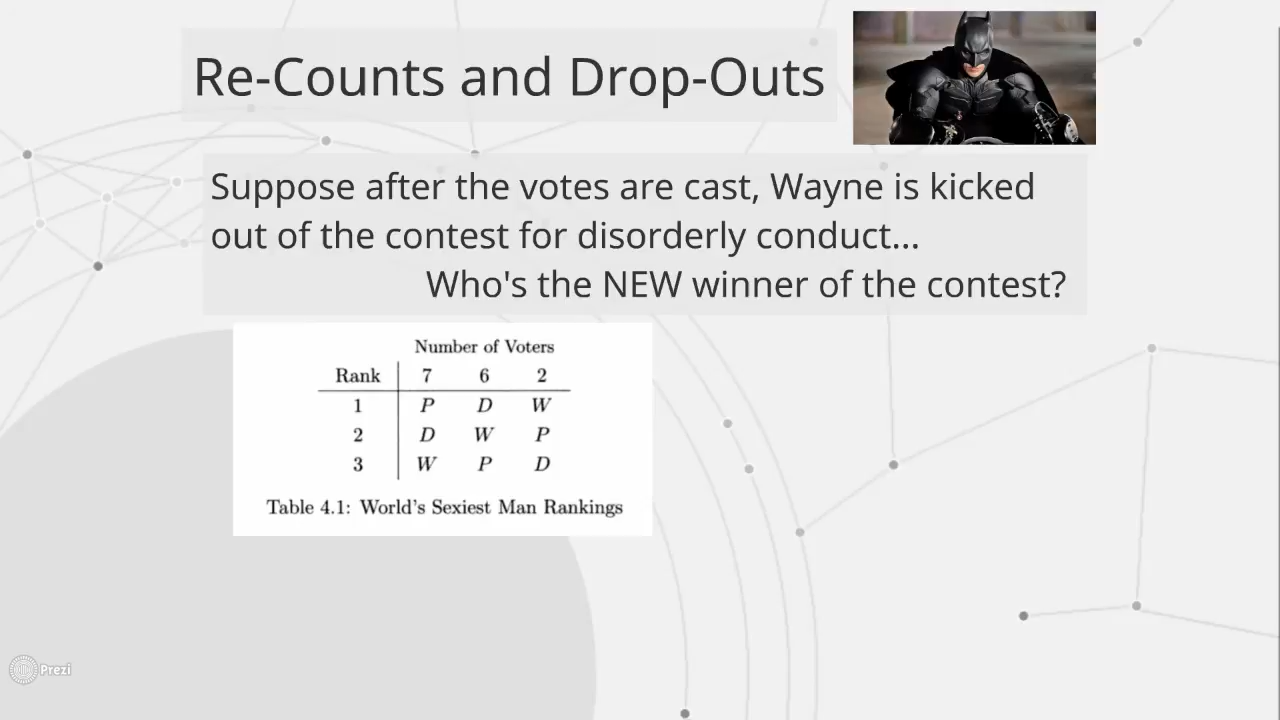 Re-Counts and Drop-Outs
Suppose after the votes are cast, Wayne is kicked
out of the contest for disorderly conduct...
Who's the NEW winner of the contest?
Number of Voters
Rank 7 6 2
1 P D W
2 D W P
3 W P D
Table 4.1: World's Sexiest Man Rankings
Prezi